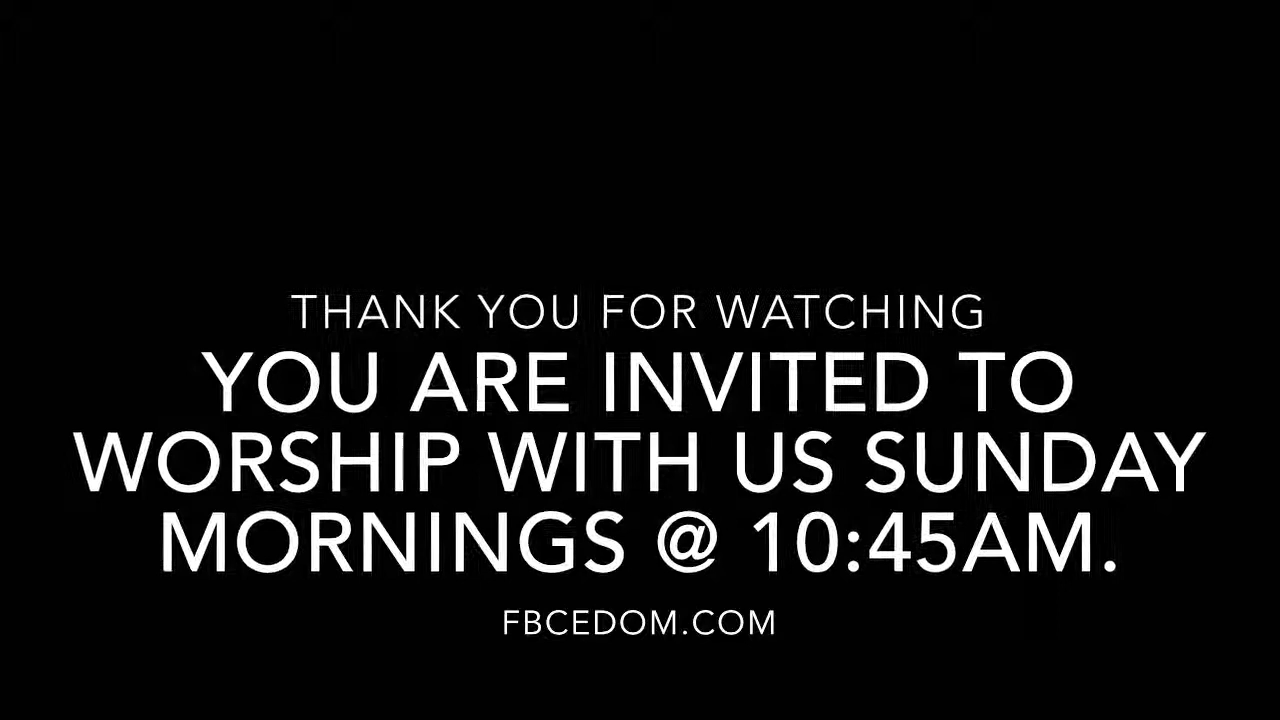 THANK YOU FOR WATCHING
YOU ARE INVITED TO
WORSHIP WITH US SUNDAY
MORNINGS @ 10:45AM.
FBCEDOM.COM